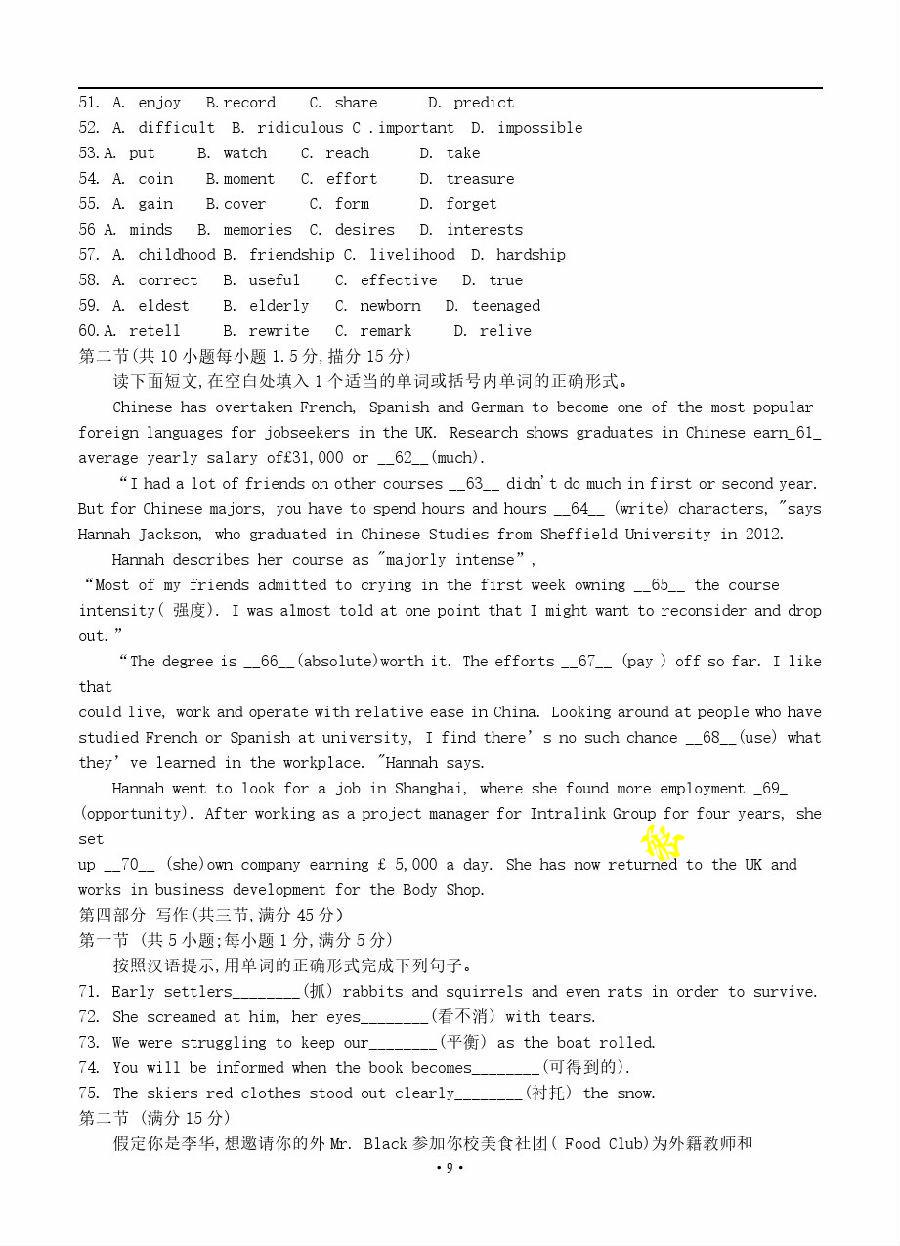 51. A. enjoy B.record C. share D. predict
52. A. difficult B. ridiculous C .important D. impossible
53.A. put B. watch C. reach D. take
54. A. coin B.moment C. effort D. treasure
55. A. gain B.cover C. form D. forget
56 A. minds B. memories C. desires D. interests
57. A. childhood B. friendship C. livelihood D. hardship
58. A. correct B. useful C. effective D. true
59. A. eldest B. elderly C. newborn D. teenaged
60.A. retell B. rewrite C. remark D. relive
第二节(共 10 小题每小题 1.5 分,描分 15 分)
读下面短文,在空白处填入 1 个适当的单词或括号内单词的正确形式。
Chinese has overtaken French, Spanish and German to become one of the most popular
foreign languages for jobseekers in the UK. Research shows graduates in Chinese earn_61_
average yearly salary of£31,000 or __62__(much).
“I had a lot of friends on other courses __63__ didn't do much in first or second year.
But for Chinese majors, you have to spend hours and hours __64__ (write) characters, "says
Hannah Jackson, who graduated in Chinese Studies from Sheffield University in 2012.
Hannah describes her course as "majorly intense”,
“Most of my friends admitted to crying in the first week owning __65__ the course
intensity( 强度). I was almost told at one point that I might want to reconsider and drop
out.”
“The degree is __66__(absolute)worth it. The efforts __67__ (pay ) off so far. I like
that
could live, work and operate with relative ease in China. Looking around at people who have
studied French or Spanish at university, I find there’s no such chance __68__(use) what
they’ve learned in the workplace. "Hannah says.
Hannah went to look for a job in Shanghai, where she found more employment _69_
(opportunity). After working as a project manager for Intralink Group for four years, she
set
up __70__ (she)own company earning £ 5,000 a day. She has now returned to the UK and
works in business development for the Body Shop.
第四部分 写作(共三节,满分 45 分)
第一节 (共 5 小题;每小题 1 分,满分 5 分)
按照汉语提示,用单词的正确形式完成下列句子。
71. Early settlers________(抓) rabbits and squirrels and even rats in order to survive.
72. She screamed at him, her eyes________(看不消) with tears.
73. We were struggling to keep our________(平衡) as the boat rolled.
74. You will be informed when the book becomes________(可得到的).
75. The skiers red clothes stood out clearly________(衬托) the snow.
第二节 (满分 15 分)
假定你是李华,想邀请你的外 Mr. Black 参加你校美食社团( Food Club)为外籍教师和
·9·